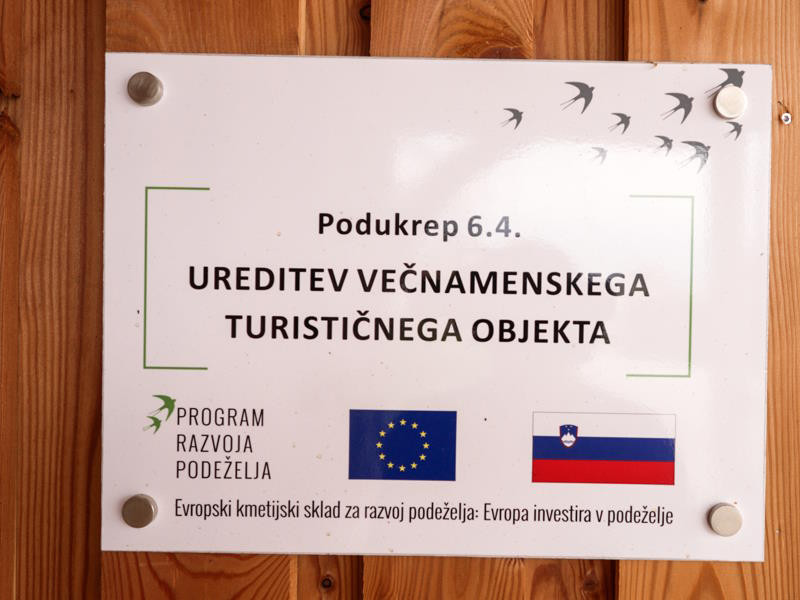 Podukrep 6.4.
UREDITEV VEČNAMENSKEGA
TURISTIČNEGA OBJEKTA
PROGRAM
RAZVOJA
PODEŽELJA
Evropski kmetijski sklad za razvoj podeželja: Evropa investira v podeželje